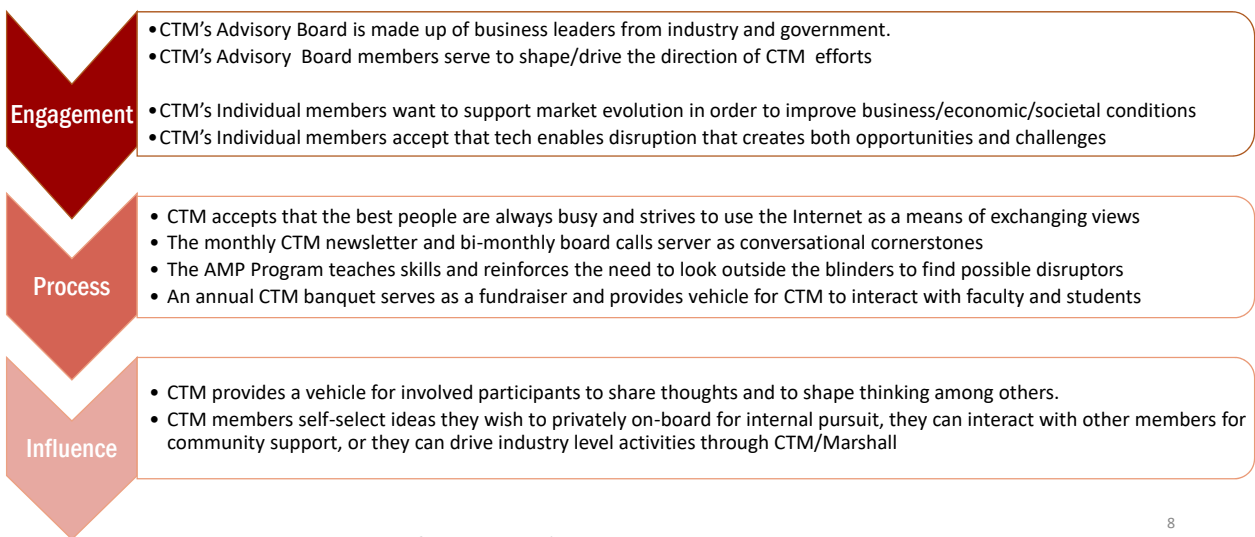 Engagement
•CTM's Advisory Board is made up of business leaders from industry and government.
•CTM's Advisory  Board members serve to shape/drive the direction of CTM  efforts
•CTM's Individual members want to support market evolution in order to improve business/economic/societal conditions
•CTM's Individual members accept that tech enables disruption that creates both opportunities and challenges
Process
• CTM accepts that the best people are always busy and strives to use the Internet as a means of exchanging views
• The monthly CTM newsletter and bi-monthly board calls server as conversational cornerstones
• The AMP Program teaches skills and reinforces the need to look outside the blinders to find possible disruptors
• An annual CTM banquet serves as a fundraiser and provides vehicle for CTM to interact with faculty and students
Influence
• CTM provides a vehicle for involved participants to share thoughts and to shape thinking among others.
• CTM members self-select ideas they wish to privately on-board for internal pursuit, they can interact with other members for
community support, or they can drive industry level activities through CTM/Marshall
8